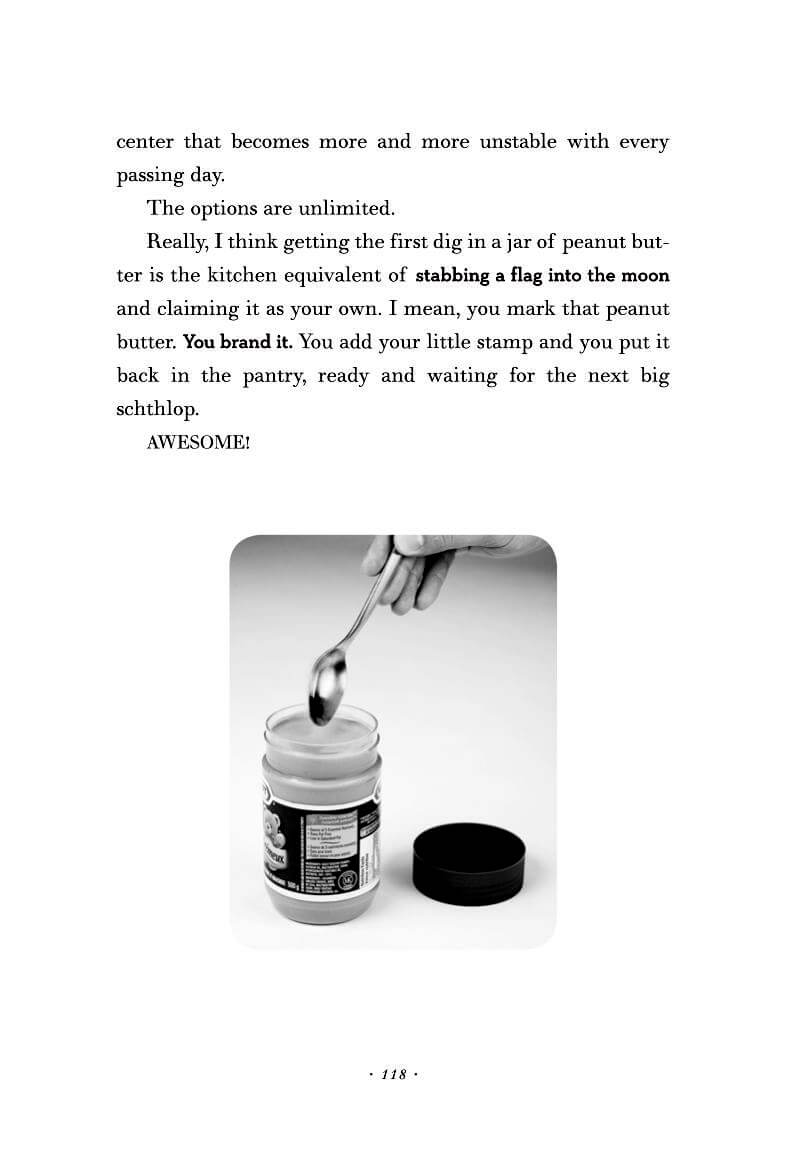 center that becomes more and more unstable with every
passing day.
The options are unlimited.
Really, I think getting the first dig in a jar of peanut but-
ter is the kitchen equivalent of stabbing a flag into the moon
and claiming it as your own. I mean, you mark that peanut
butter. You brand it. You add your little stamp and you put it
back in the pantry, ready and waiting for the next big
schthlop.
AWESOME!
500 g
· 118 ·